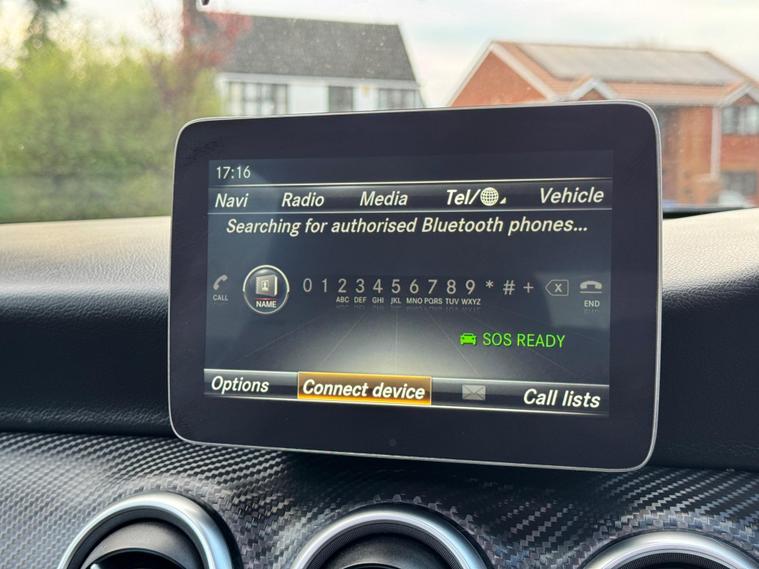 17:16
Navi Radio Media Tel/ Vehicle
Searching for authorised Bluetooth phones...
CALL NAME 0 1 2 3 4 5 6 7 8 9 * # + X END
ABC DEF GHI JKL MNO PQRS TUV WXYZ
SOS READY
Options Connect device Call lists